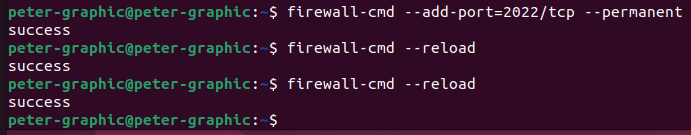 peter-graphic@peter-graphic:~$ firewall-cmd --add-port=2022/tcp --permanent
success
peter-graphic@peter-graphic:~$ firewall-cmd --reload
success
peter-graphic@peter-graphic:~$ firewall-cmd --reload
success
peter-graphic@peter-graphic:~$